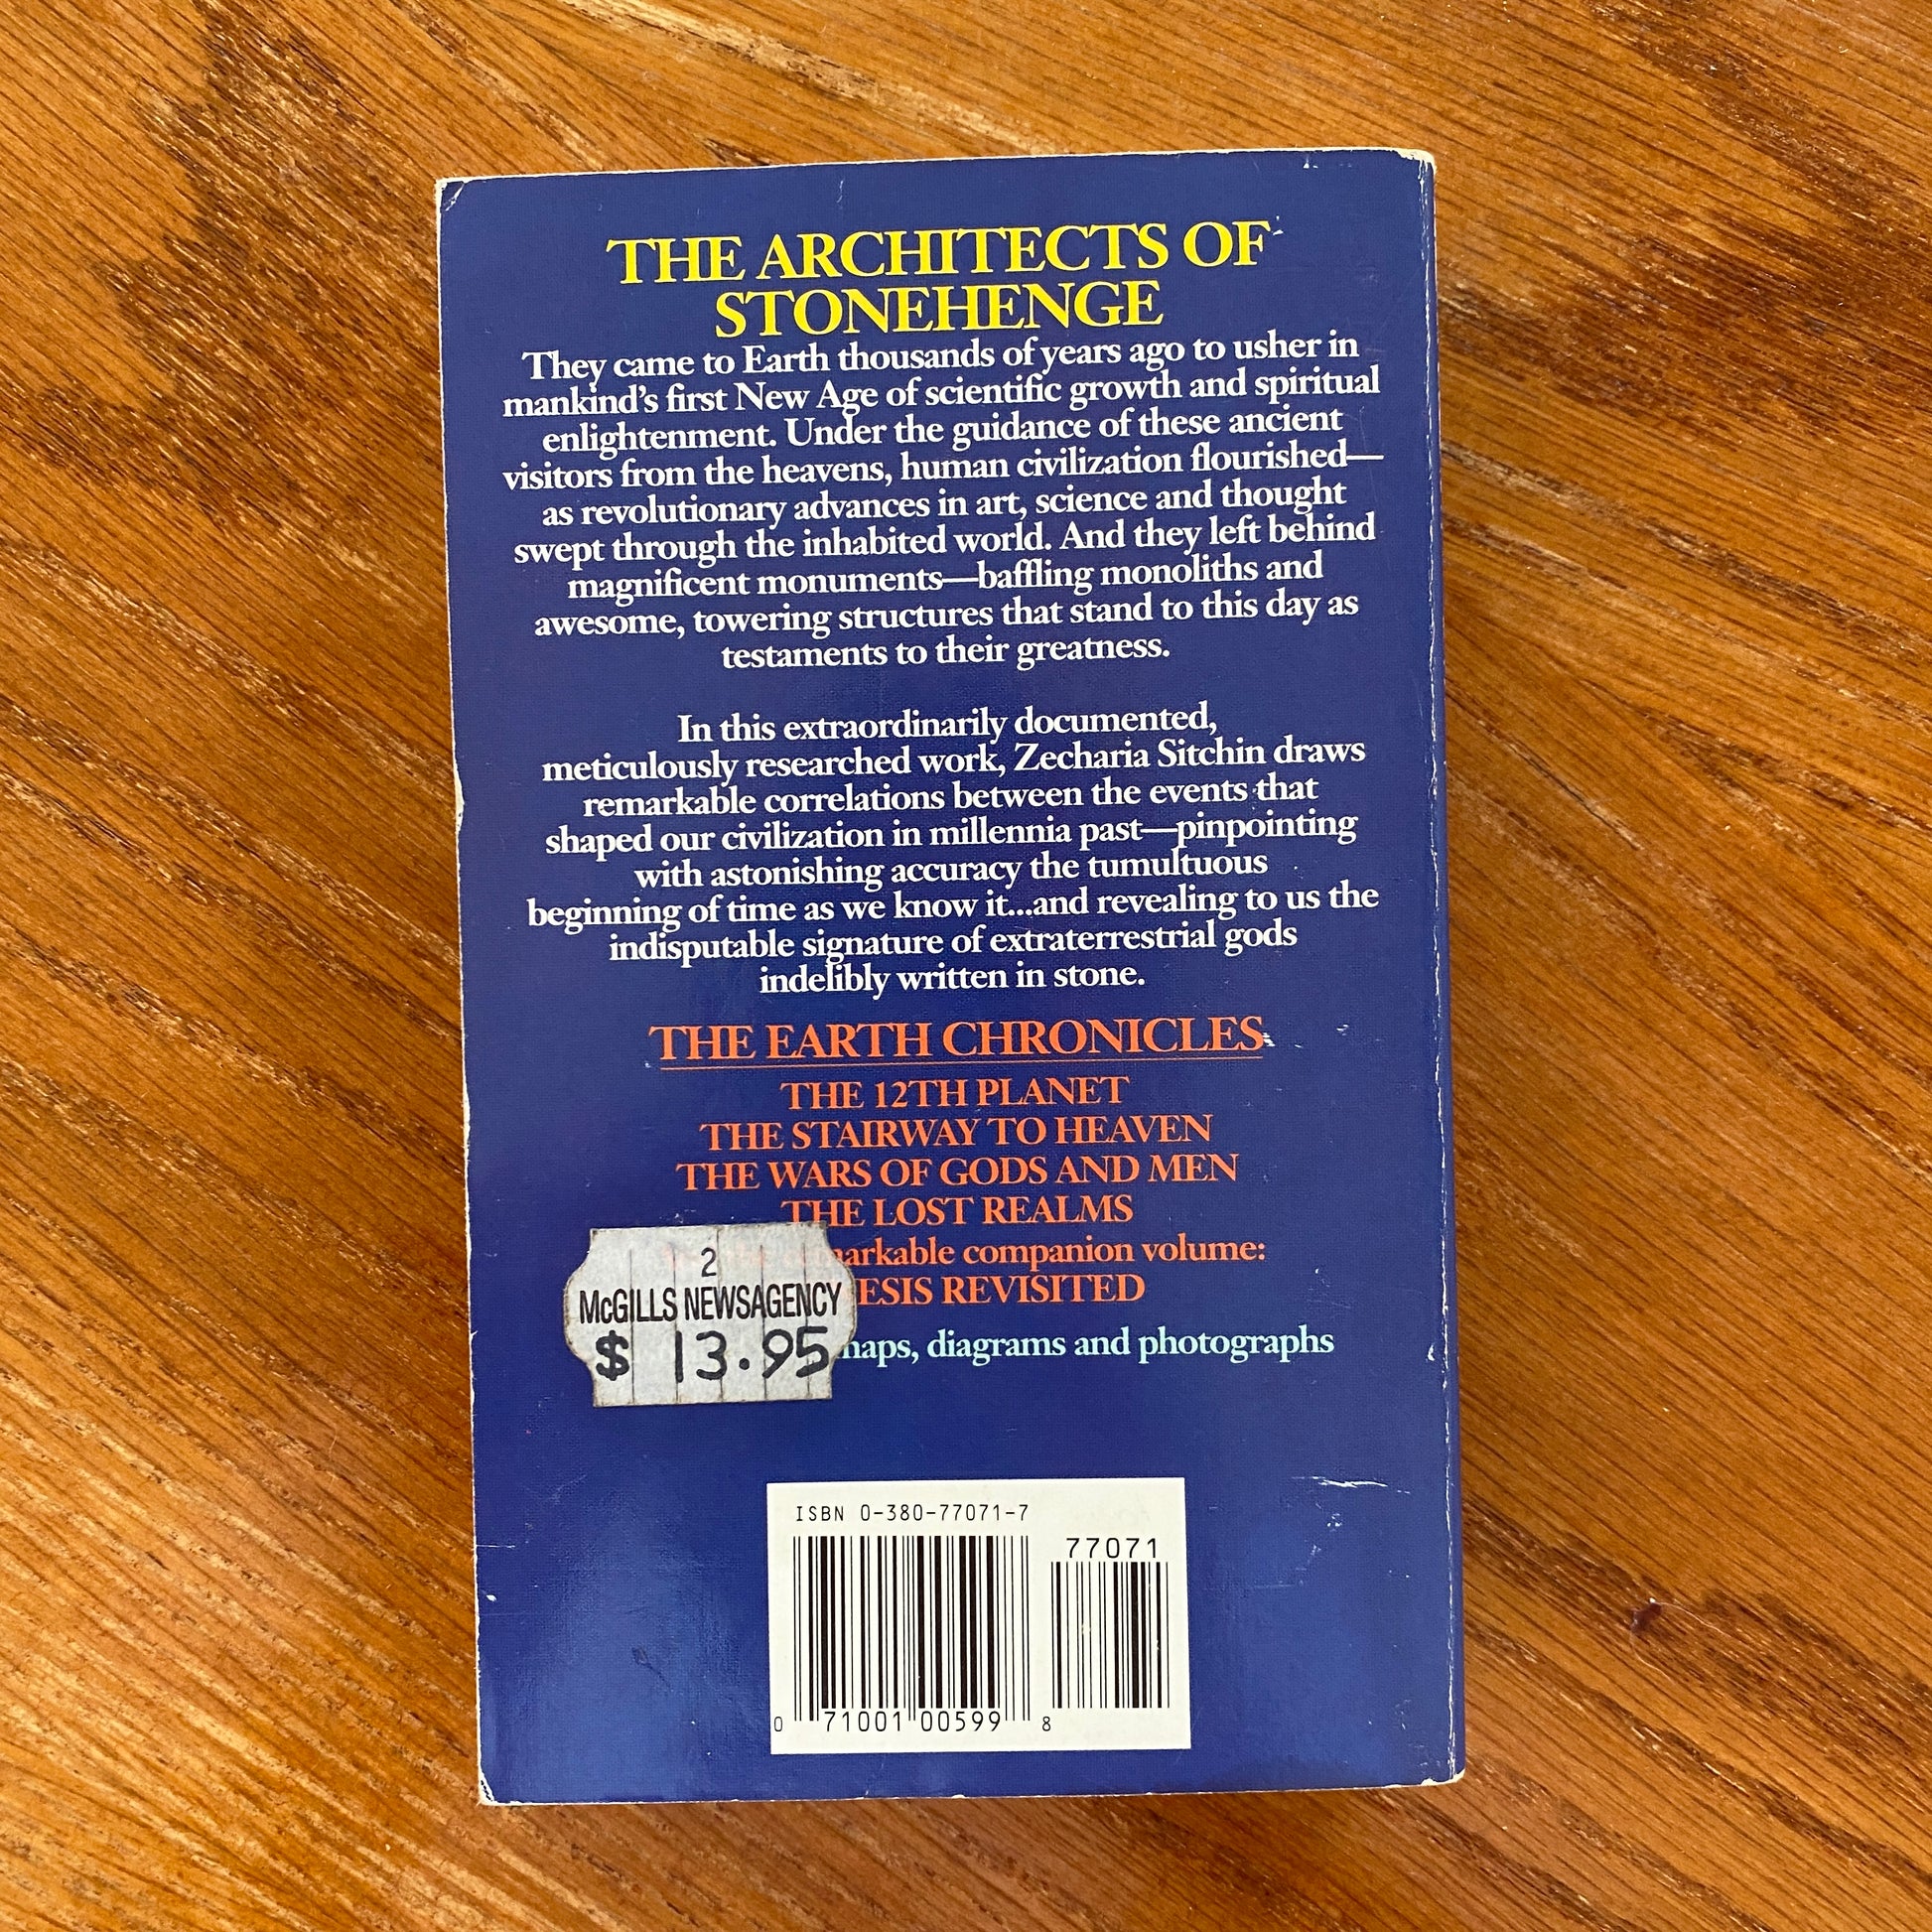 THE ARCHITECTS OF
STONEHENGE
They came to Earth thousands of years ago to usher in
mankind's first New Age of scientific growth and spiritual
enlightenment. Under the guidance of these ancient
visitors from the heavens, human civilization flourished—
as revolutionary advances in art, science and thought
swept through the inhabited world. And they left behind
magnificent monuments—baffling monoliths and
awesome, towering structures that stand to this day as
testaments to their greatness.
In this extraordinarily documented,
meticulously researched work, Zecharia Sitchin draws
remarkable correlations between the events that
shaped our civilization in millennia past—pinpointing
with astonishing accuracy the tumultuous
beginning of time as we know it...and revealing to us the
indisputable signature of extraterrestrial gods
indelibly written in stone.
THE EARTH CHRONICLES
THE 12TH PLANET
THE STAIRWAY TO HEAVEN
THE WARS OF GODS AND MEN
THE LOST REALMS
companion volume:
REVISITED
diagrams and photographs
2
McGILLS NEWSAGENCY
$ 13.95
ISBN 0-380-77071-7
77071
0 71001 00599 8